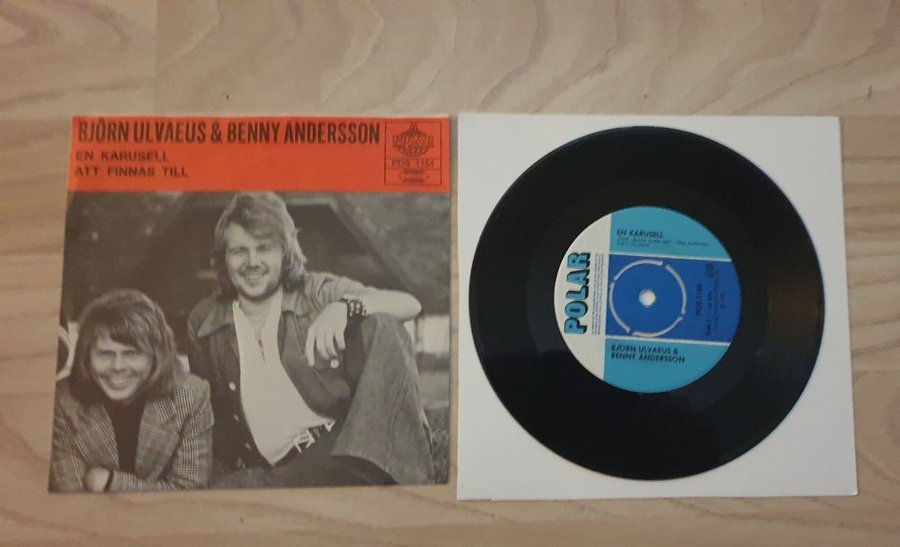 BJÖRN ULVAEUS & BENNY ANDERSSON
EN KARUSELL
ATT FINNAS TILL
POS 1164
POLAR
EN KARUSELL
BJÖRN ULVAEUS &
BENNY ANDERSSON